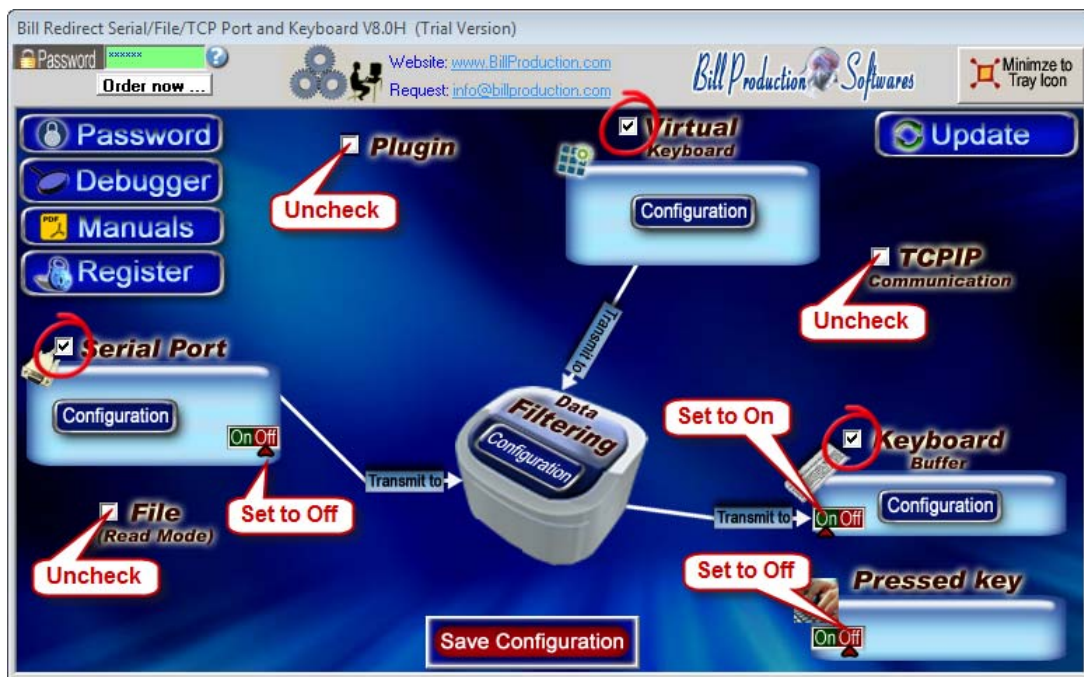 Bill Redirect Serial/File/TCP Port and Keyboard V8.0H (Trial Version)
Password ******
?
Order now ...
Website: www.BillProduction.com
Request: info@billproduction.com
Bill Production Softwares
Minimze to
Tray Icon
Password
Debugger
PDF Manuals
Register
Plugin
Uncheck
Virtual
Keyboard
Configuration
Update
TCPIP
Communication
Uncheck
Transmit to
Serial Port
Configuration
On Off
Set to Off
Transmit to
File
(Read Mode)
Uncheck
Data
Filtering
Configuration
Set to On
Keyboard
Buffer
Configuration
Transmit to
On Off
Set to Off
Pressed key
On Off
Save Configuration